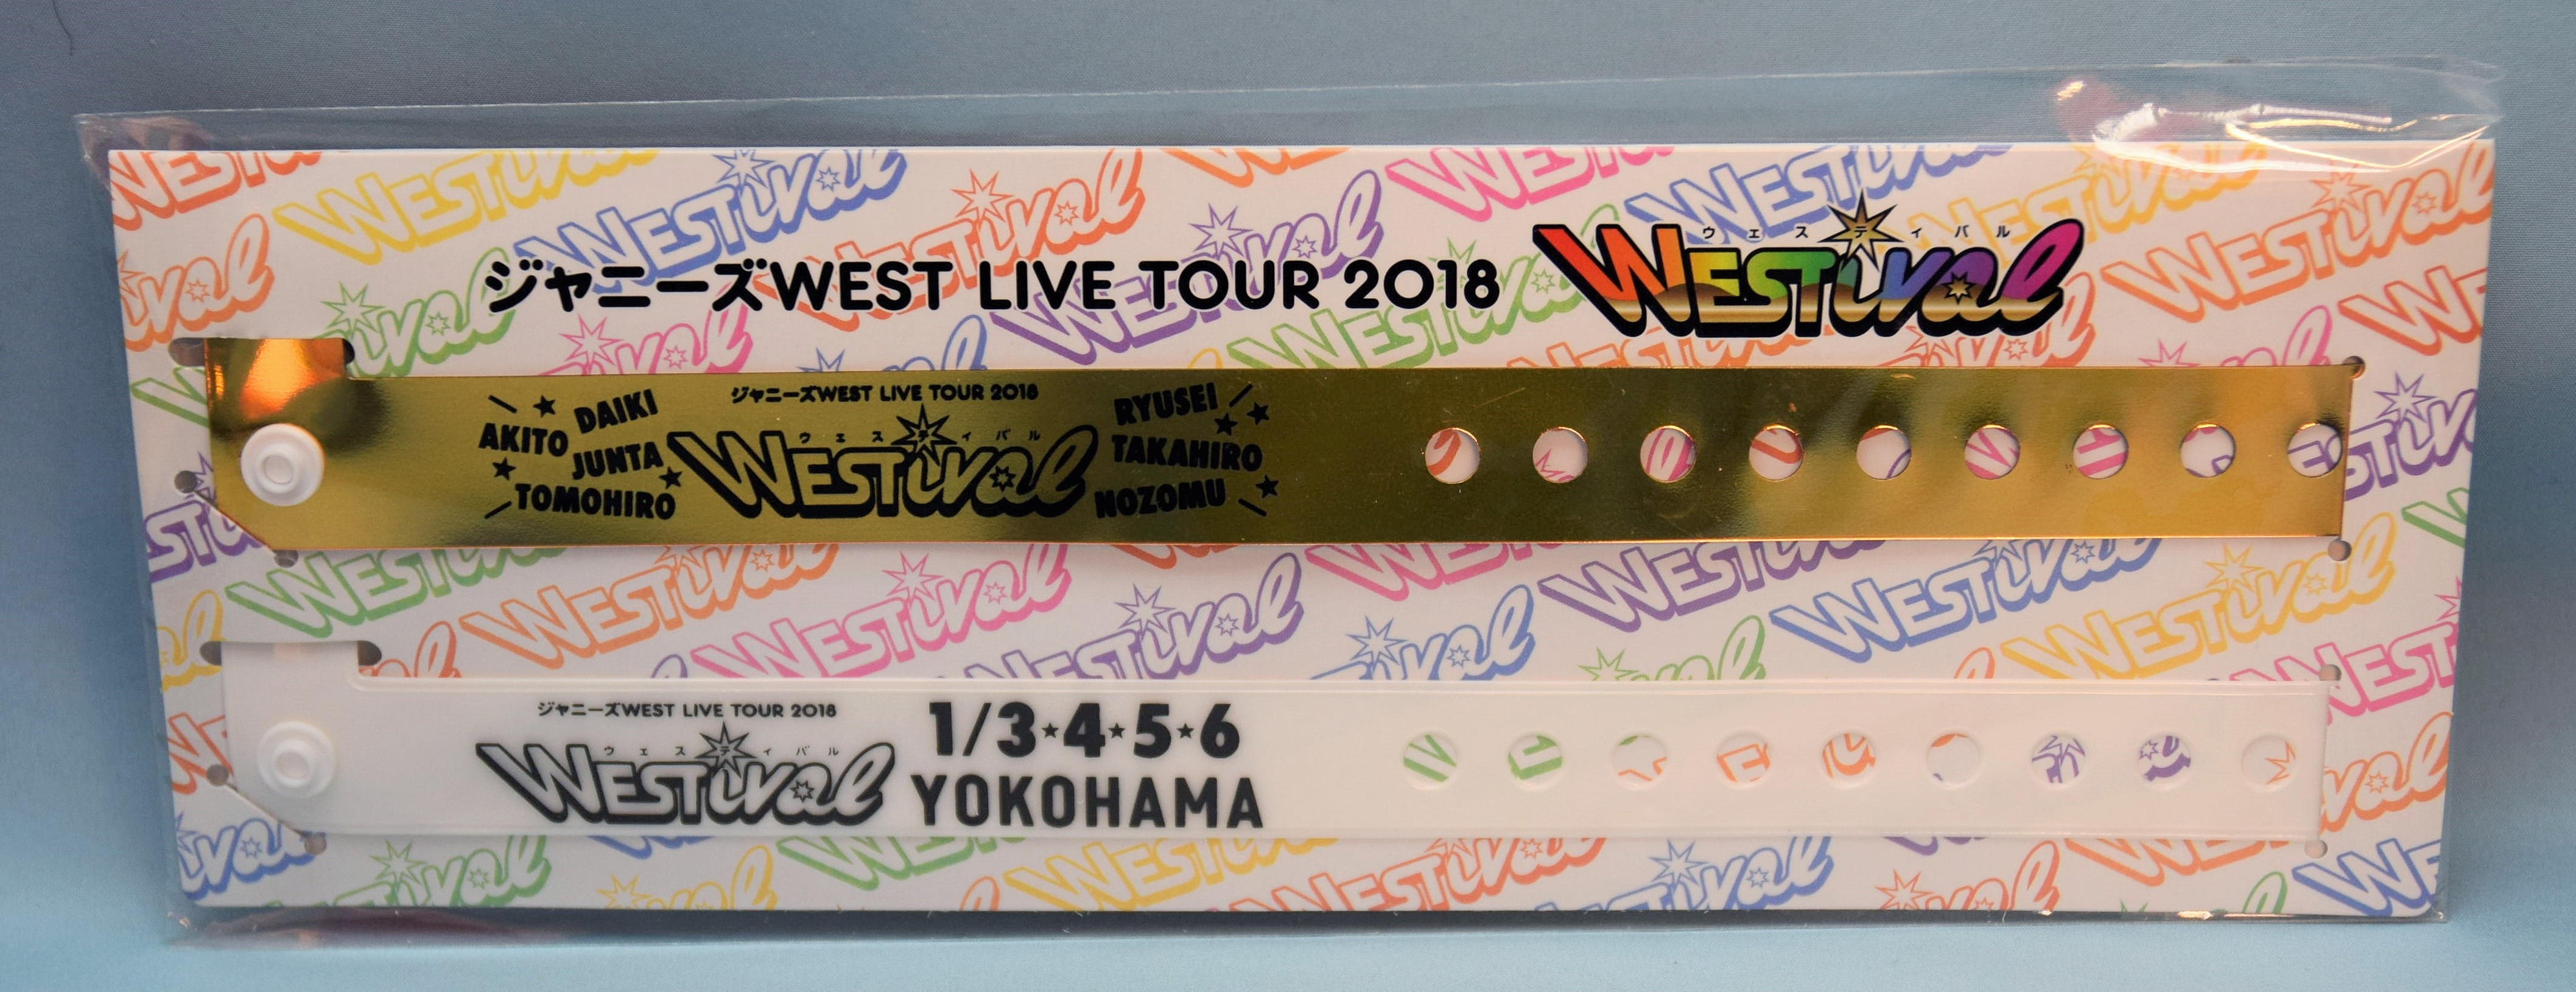 ジャニーズWEST LIVE TOUR 2018 WESTival
ウェスティバル
DAIKI
AKITO
JUNTA
TOMOHIRO
ジャニーズWEST LIVE TOUR 2018
ウェスティバル
WESTival
RYUSEI
TAKAHIRO
NOZOMU
ジャニーズWEST LIVE TOUR 2018
ウェスティバル
WESTival
1/3★4★5★6
YOKOHAMA